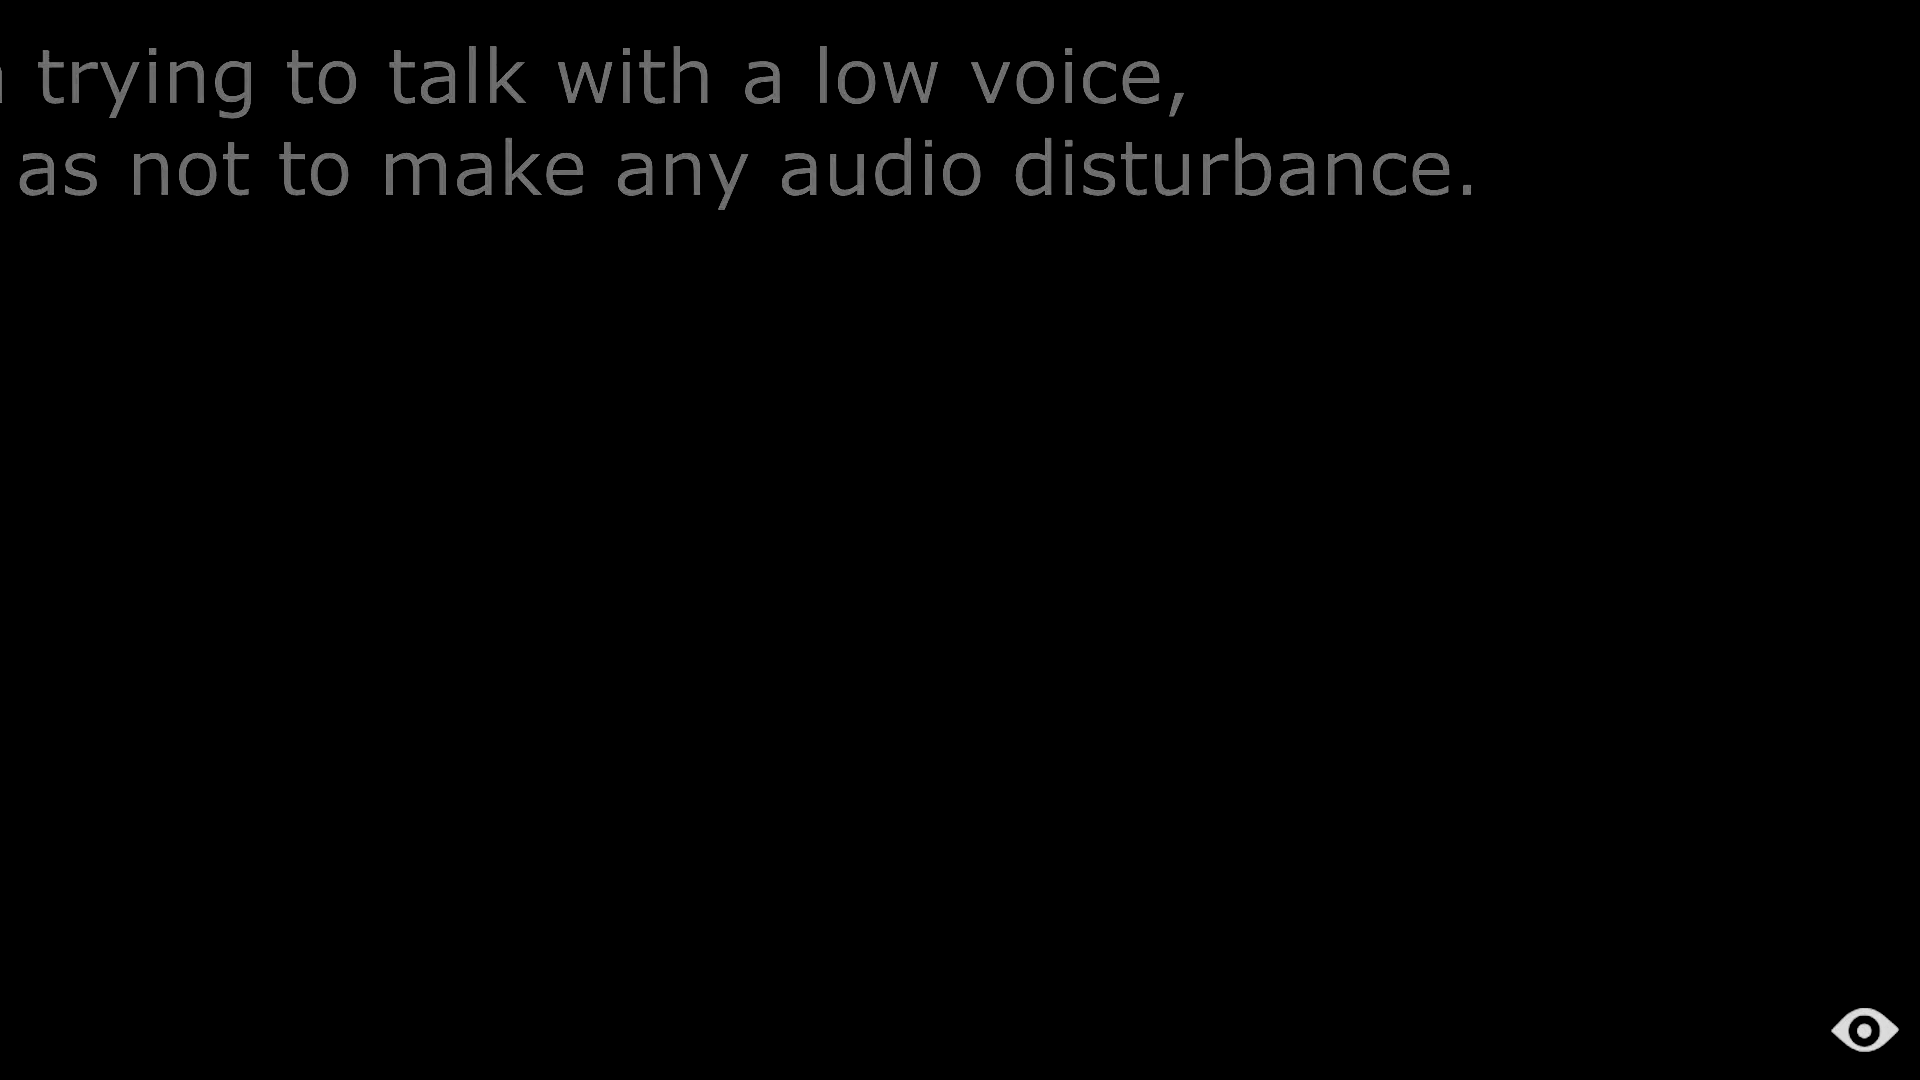 trying to talk with a low voice,
as not to make any audio disturbance.